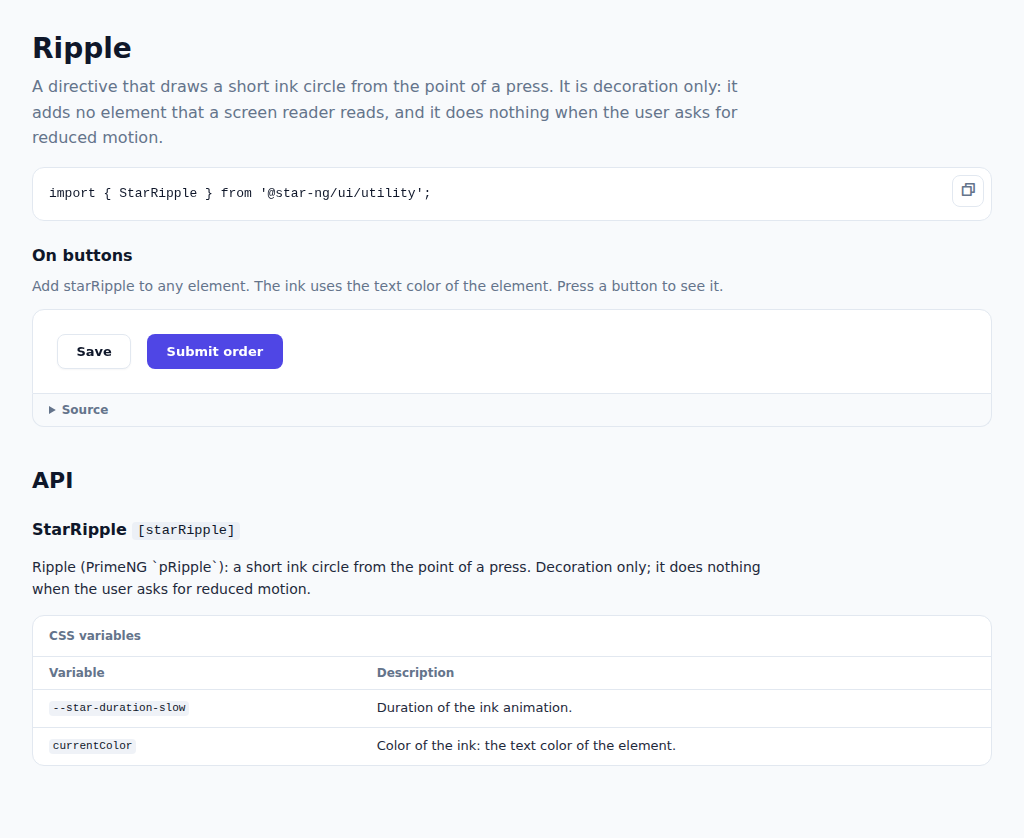 Ripple
A directive that draws a short ink circle from the point of a press. It is decoration only: it
adds no element that a screen reader reads, and it does nothing when the user asks for
reduced motion.
import { StarRipple } from '@star-ng/ui/utility';
On buttons
Add starRipple to any element. The ink uses the text color of the element. Press a button to see it.
Save
Submit order
Source
API
StarRipple [starRipple]
Ripple (PrimeNG `pRipple`): a short ink circle from the point of a press. Decoration only; it does nothing
when the user asks for reduced motion.
CSS variables
Variable Description
--star-duration-slow Duration of the ink animation.
currentColor Color of the ink: the text color of the element.